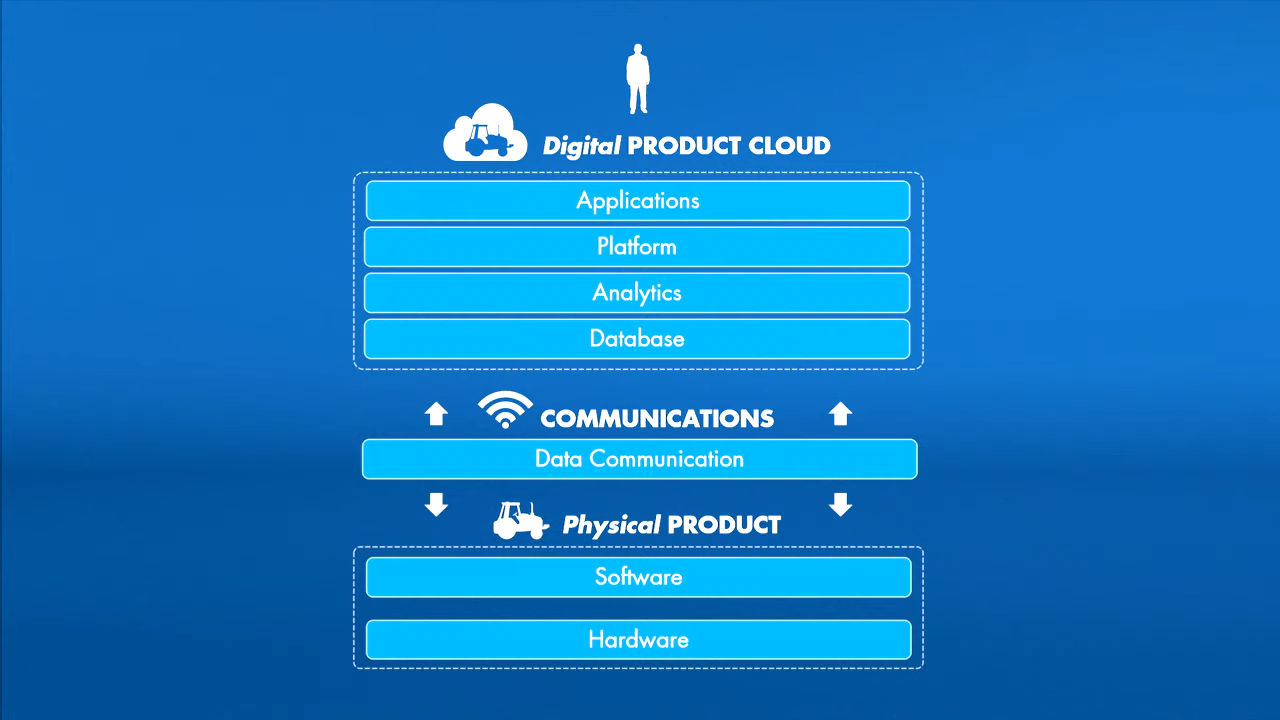 Digital PRODUCT CLOUD
Applications
Platform
Analytics
Database
COMMUNICATIONS
Data Communication
Physical PRODUCT
Software
Hardware